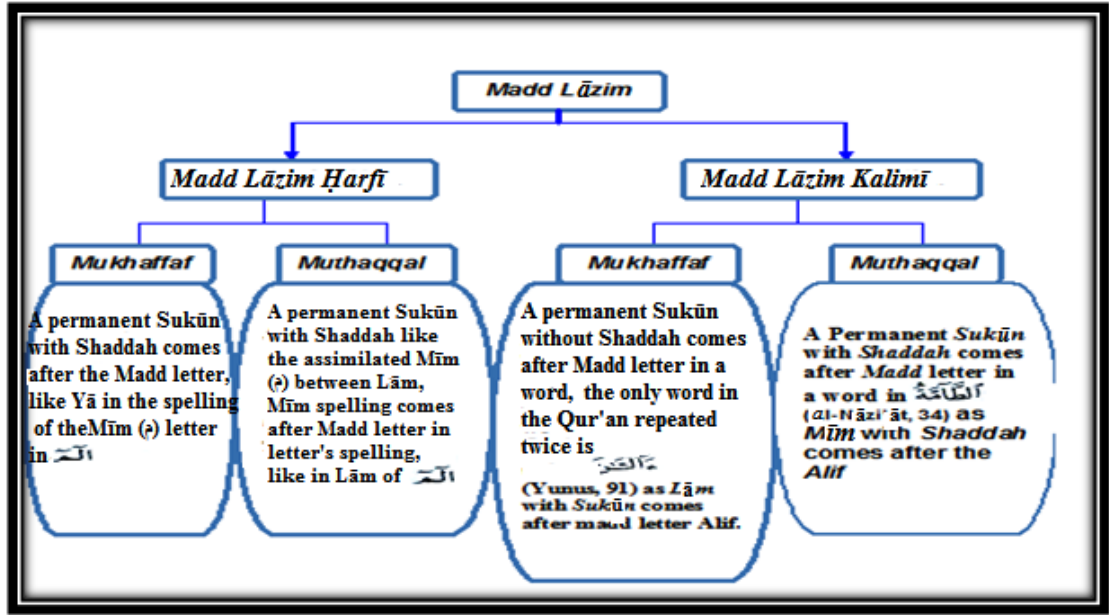 Madd Lāzim
Madd Lāzim Ḥarfī
Madd Lāzim Kalimī
Mukhaffaf
Muthaqqal
Mukhaffaf
Muthaqqal
A permanent Sukūn
with Shaddah comes
after the Madd letter,
like Yā in the spelling
of theMīm (م) letter
in الٓمٓ
A permanent Sukūn
with Shaddah like
the assimilated Mīm
(م) between Lām,
Mīm spelling comes
after Madd letter in
letter's spelling,
like in Lām of الٓمٓ
A permanent Sukūn
without Shaddah comes
after Madd letter in a
word, the only word in
the Qur'an repeated
twice is
(Yunus, 91) as Lām
with Sukūn comes
after madd letter Alif.
A Permanent Sukūn
with Shaddah comes
after Madd letter in
a word in ٱلطَّآمَّةُ
(al-Nāzi'āt, 34) as
Mīm with Shaddah
comes after the
Alif